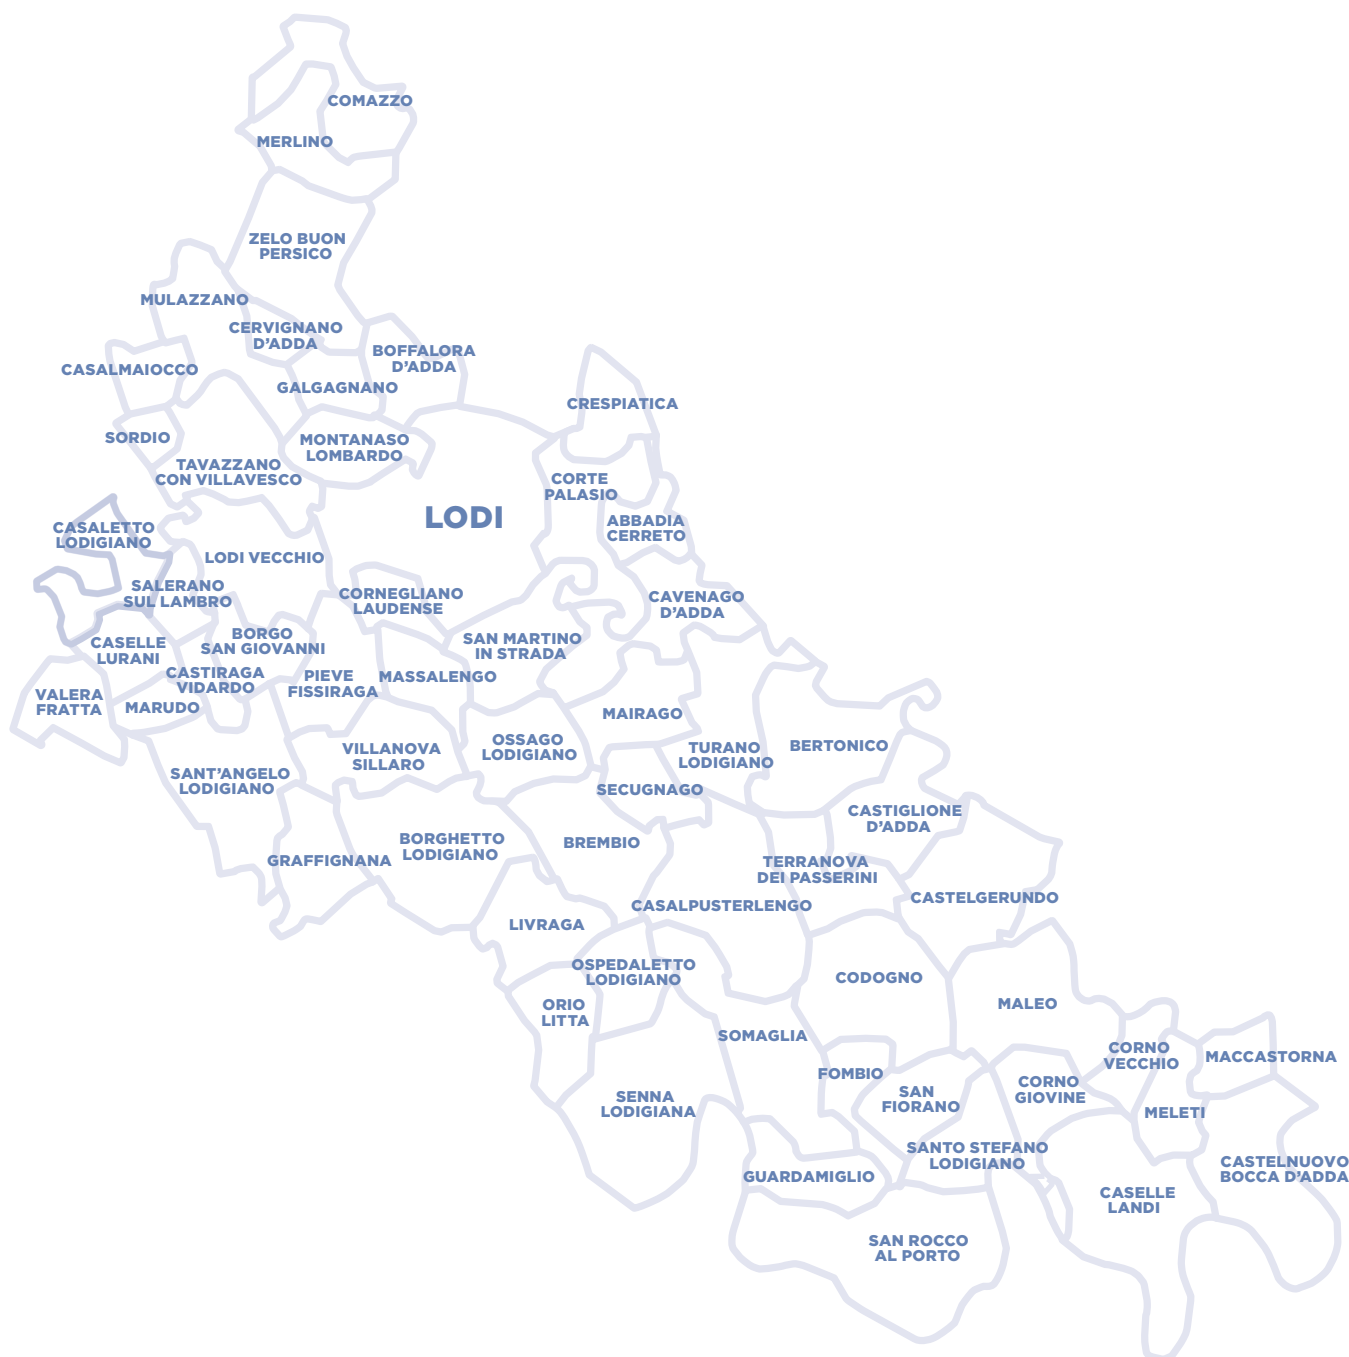 COMAZZO
MERLINO
ZELO BUON
PERSICO
MULAZZANO
CERVIGNANO
D'ADDA
BOFFALORA
D'ADDA
CASALMAIOCCO
GALGAGNANO
CRESPIATICA
SORDIO
MONTANASO
LOMBARDO
TAVAZZANO
CON VILLAVESCO
CORTE
PALASIO
LODI
CASALETTO
LODIGIANO
ABBADIA
CERRETO
LODI VECCHIO
SALERANO
SUL LAMBRO
CORNEGLIANO
LAUDENSE
CAVENAGO
D'ADDA
CASELLE
LURANI
BORGO
SAN GIOVANNI
SAN MARTINO
IN STRADA
CASTIRAGA
VIDARDO
PIEVE
FISSIRAGA
MASSALENGO
VALERA
FRATTA
MARUDO
MAIRAGO
VILLANOVA
SILLARO
OSSAGO
LODIGIANO
TURANO
LODIGIANO
BERTONICO
SANT'ANGELO
LODIGIANO
SECUGNAGO
CASTIGLIONE
D'ADDA
BORGHETTO
LODIGIANO
BREMBIO
GRAFFIGNANA
TERRANOVA
DEI PASSERINI
CASALPUSTERLENGO
CASTELGERUNDO
LIVRAGA
OSPEDALETTO
LODIGIANO
CODOGNO
ORIO
LITTA
MALEO
SOMAGLIA
CORNO
VECCHIO
MACCASTORNA
FOMBIO
SAN
FIORANO
CORNO
GIOVINE
SENNA
LODIGIANA
MELETI
SANTO STEFANO
LODIGIANO
GUARDAMIGLIO
CASTELNUOVO
BOCCA D'ADDA
CASELLE
LANDI
SAN ROCCO
AL PORTO